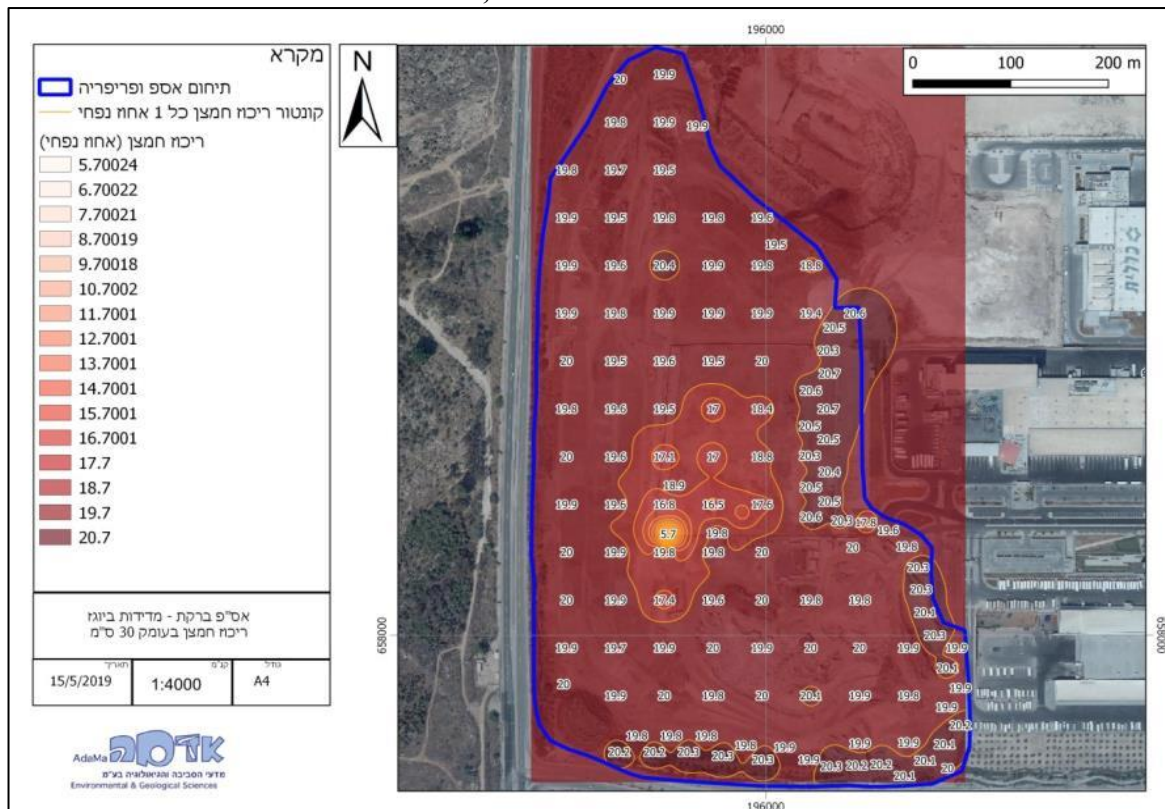 מקרא
תיחום אספ ופריפריה
קונטור ריכוז חמצן כל 1 אחוז נפחי
ריכוז חמצן (אחוז נפחי)
5.70024
6.70022
7.70021
8.70019
9.70018
10.7002
11.7001
12.7001
13.7001
14.7001
15.7001
16.7001
17.7
18.7
19.7
20.7
אס"פ ברקת - מדידות ביוגז
ריכוז חמצן בעומק 30 ס"מ
תאריך קנ"מ גודל
15/5/2019 1:4000 A4
AdaMa אדמה
מדעי הסביבה והגיאולוגיה בע"מ
Environmental & Geological Sciences
N
196000
0 100 200 m
20 19.9
19.8 19.9 19.9
19.8 19.7 19.5
19.9 19.5 19.8 19.8 19.6
19.5
19.9 19.6 20.4 19.9 19.8 18.8
19.9 19.8 19.9 19.9 19.9 19.4 20.6
20.5
20.3
20 19.5 19.6 19.5 20
20.7
20.6
19.8 19.6 19.5 17 18.4 20.7
20.5
20.5
20 19.6 17.1 17 18.8 20.3
20.4
18.9 20.5
19.9 19.6 16.8 16.5 17.6 20.5
20.6 20.3 17.8
19.6
5.7 19.8
20 19.9 19.8 19.8 20 20 19.8
20.3
20.3
20 19.9 17.4 19.6 20 19.8 19.8
20.1
20.3
658000 658000
19.9 19.7 19.9 20 19.9 20 20 19.9 19.9
20.1
20 19.9
19.9 20 19.8 20 20.1 19.9 19.8
19.9
20.2
19.8 19.8 19.8
19.8 19.9 19.9 19.9 20.1
20.2 20.2 20.3 20.3 20.3 19.9
20.3 20.2 20.2 20.1 20.1 20
196000
כרלית